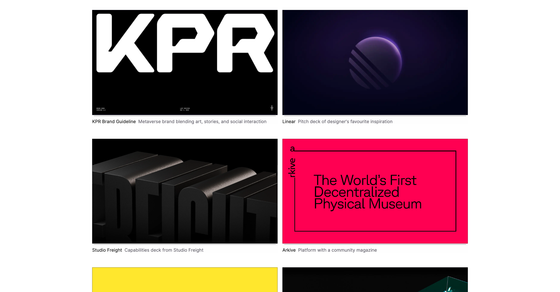 KPR
KPR Brand Guideline Metaverse brand blending art, stories, and social interaction
Linear Pitch deck of designer's favourite inspiration
Studio Freight Capabilities deck from Studio Freight
arkive
The World's First
Decentralized
Physical Museum
Arkive Platform with a community magazine